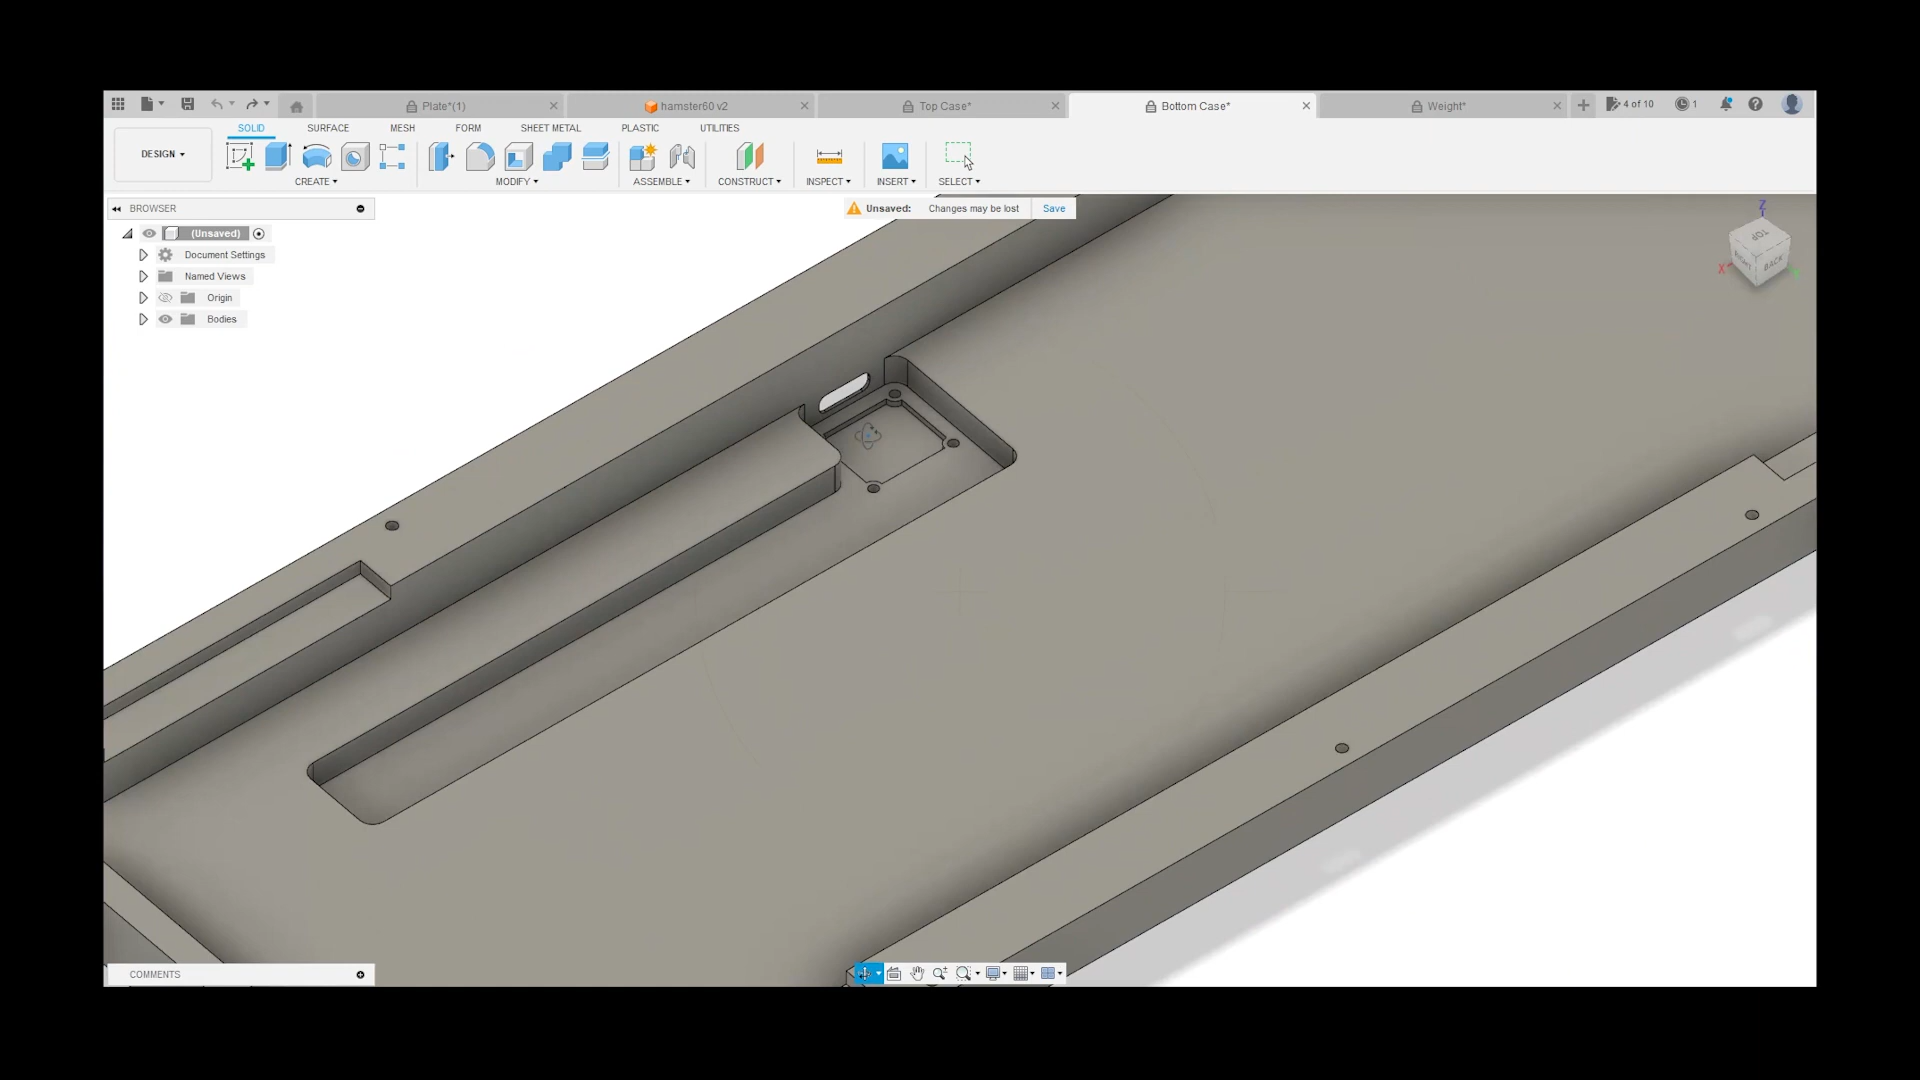 Plate*(1)
hamster60 v2
Top Case*
Bottom Case*
Weight*
4 of 10
1
DESIGN
SOLID
SURFACE
MESH
FORM
SHEET METAL
PLASTIC
UTILITIES
CREATE
MODIFY
ASSEMBLE
CONSTRUCT
INSPECT
INSERT
SELECT
BROWSER
Unsaved: Changes may be lost Save
(Unsaved)
Document Settings
Named Views
Origin
Bodies
Z
TOP
RIGHT
BACK
X
COMMENTS